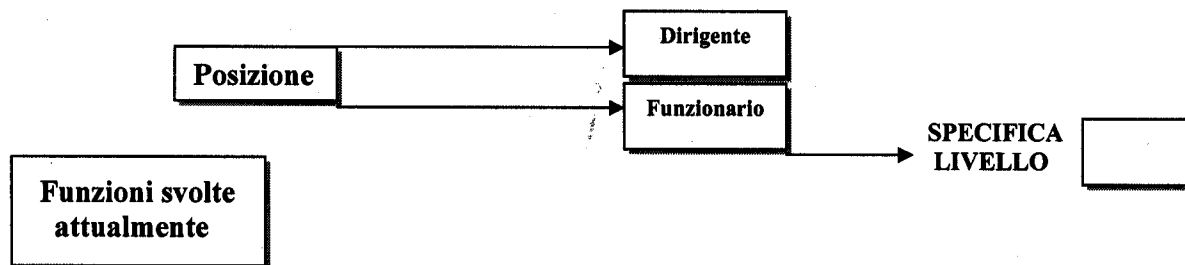 Dirigente
Posizione
Funzionario
SPECIFICA
LIVELLO
Funzioni svolte
attualmente